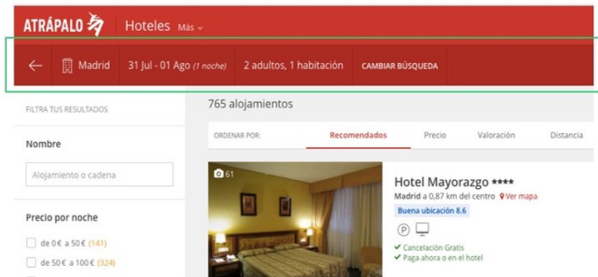 ATRÁPALO Hoteles Más
Madrid 31 Jul - 01 Ago (1 noche) 2 adultos, 1 habitación CAMBIAR BÚSQUEDA
FILTRA TUS RESULTADOS
Nombre
Alojamiento o cadena
Precio por noche
de 0 € a 50 € (141)
de 50 € a 100 € (324)
765 alojamientos
ORDENAR POR: Recomendados Precio Valoración Distancia
61
Hotel Mayorazgo ****
Madrid a 0,87 km del centro Ver mapa
Buena ubicación 8.6
P
Cancelación Gratis
Paga ahora o en el hotel